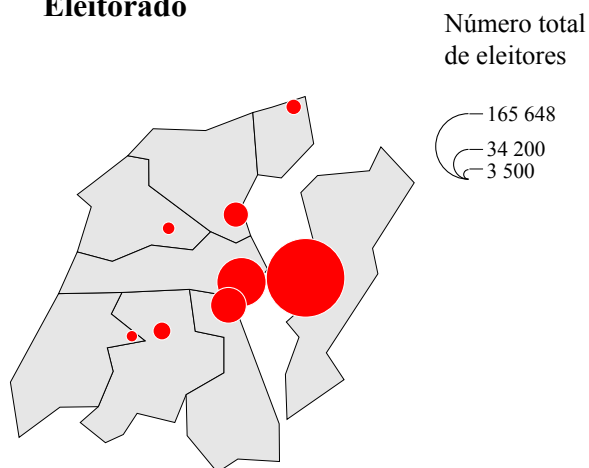 Eleitorado
Número total
de eleitores
165 648
34 200
3 500